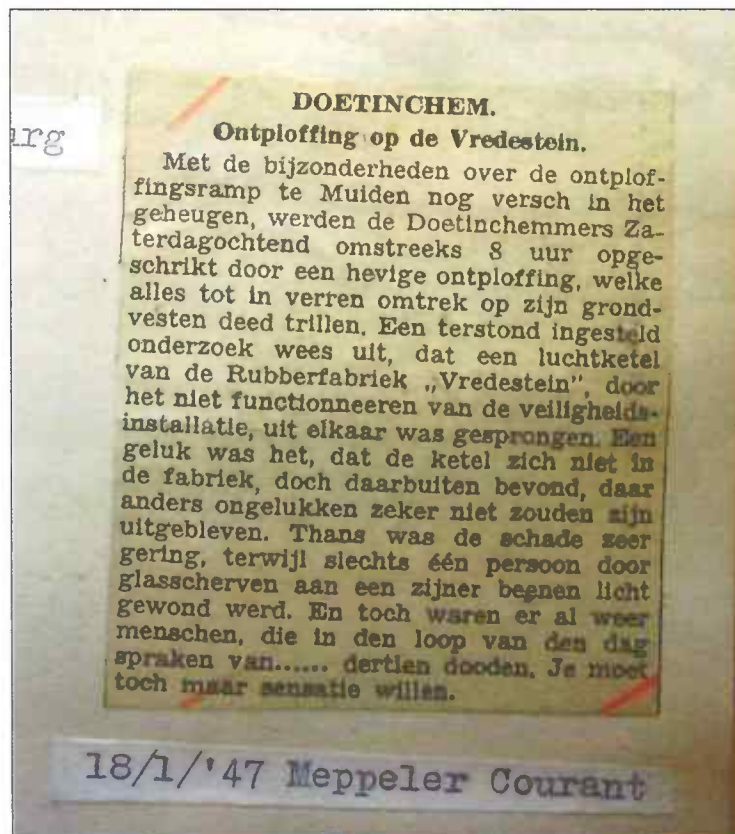 DOETINCHEM.
Ontploffing op de Vredestein.
Met de bijzonderheden over de ontplof-
fingsramp te Muiden nog versch in het
geheugen, werden de Doetinchemmers Za-
terdagochtend omstreeks 8 uur opge-
schrikt door een hevige ontploffing, welke
alles tot in verren omtrek op zijn grond-
vesten deed trillen. Een terstond ingesteld
onderzoek wees uit, dat een luchtketel
van de Rubberfabriek „Vredestein”, door
het niet functionneeren van de veiligheids-
installatie, uit elkaar was gesprongen. Een
geluk was het, dat de ketel zich niet in
de fabriek, doch daarbuiten bevond, daar
anders ongelukken zeker niet zouden zijn
uitgebleven. Thans was de schade zeer
gering, terwijl slechts één persoon door
glasscherven aan een zijner beenen licht
gewond werd. En toch waren er al weer
menschen, die in den loop van den dag
spraken van...... dertien dooden. Je moet
toch maar sensatie willen.
18/1/'47 Meppeler Courant